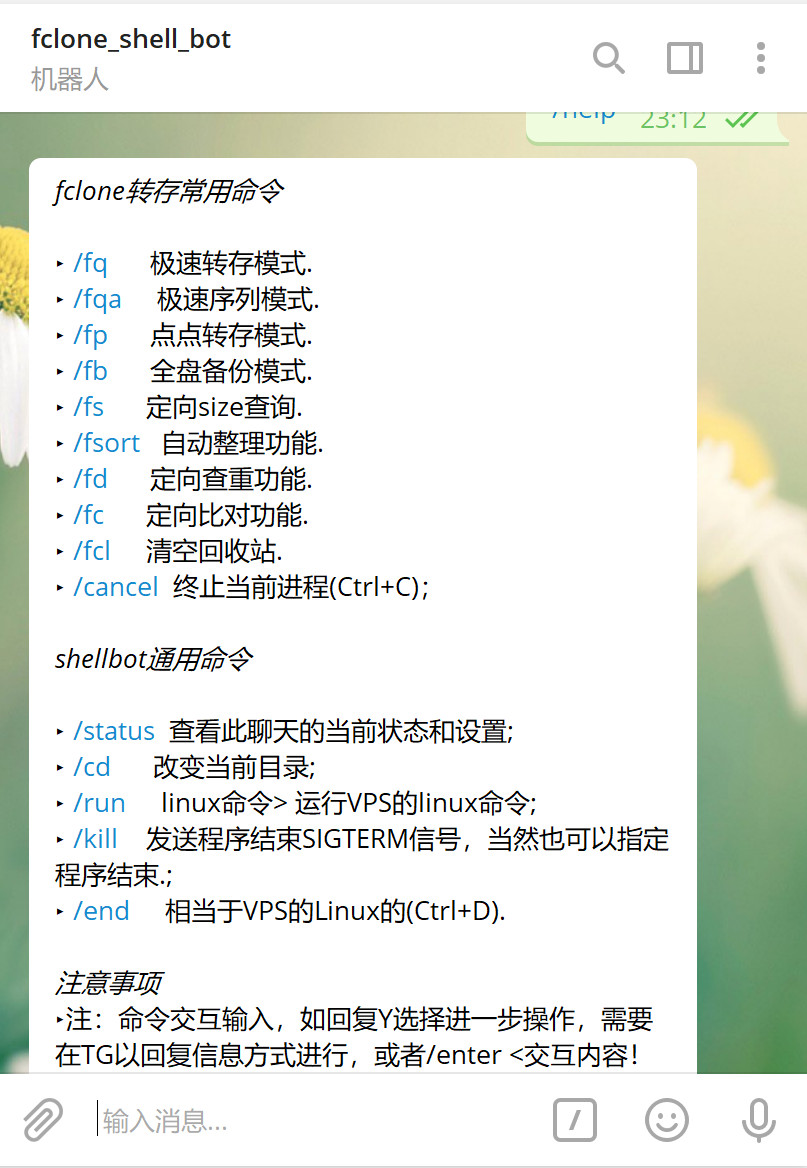 fclone_shell_bot
机器人
/help 23:12
fclone转存常用命令
‣ /fq 极速转存模式.
‣ /fqa 极速序列模式.
‣ /fp 点点转存模式.
‣ /fb 全盘备份模式.
‣ /fs 定向size查询.
‣ /fsort 自动整理功能.
‣ /fd 定向查重功能.
‣ /fc 定向比对功能.
‣ /fcl 清空回收站.
‣ /cancel 终止当前进程(Ctrl+C)；
shellbot通用命令
‣ /status 查看此聊天的当前状态和设置;
‣ /cd 改变当前目录;
‣ /run linux命令> 运行VPS的linux命令;
‣ /kill 发送程序结束SIGTERM信号，当然也可以指定
程序结束.;
‣ /end 相当于VPS的Linux的(Ctrl+D).
注意事项
‣注：命令交互输入，如回复Y选择进一步操作，需要
在TG以回复信息方式进行，或者/enter <交互内容！
输入消息...